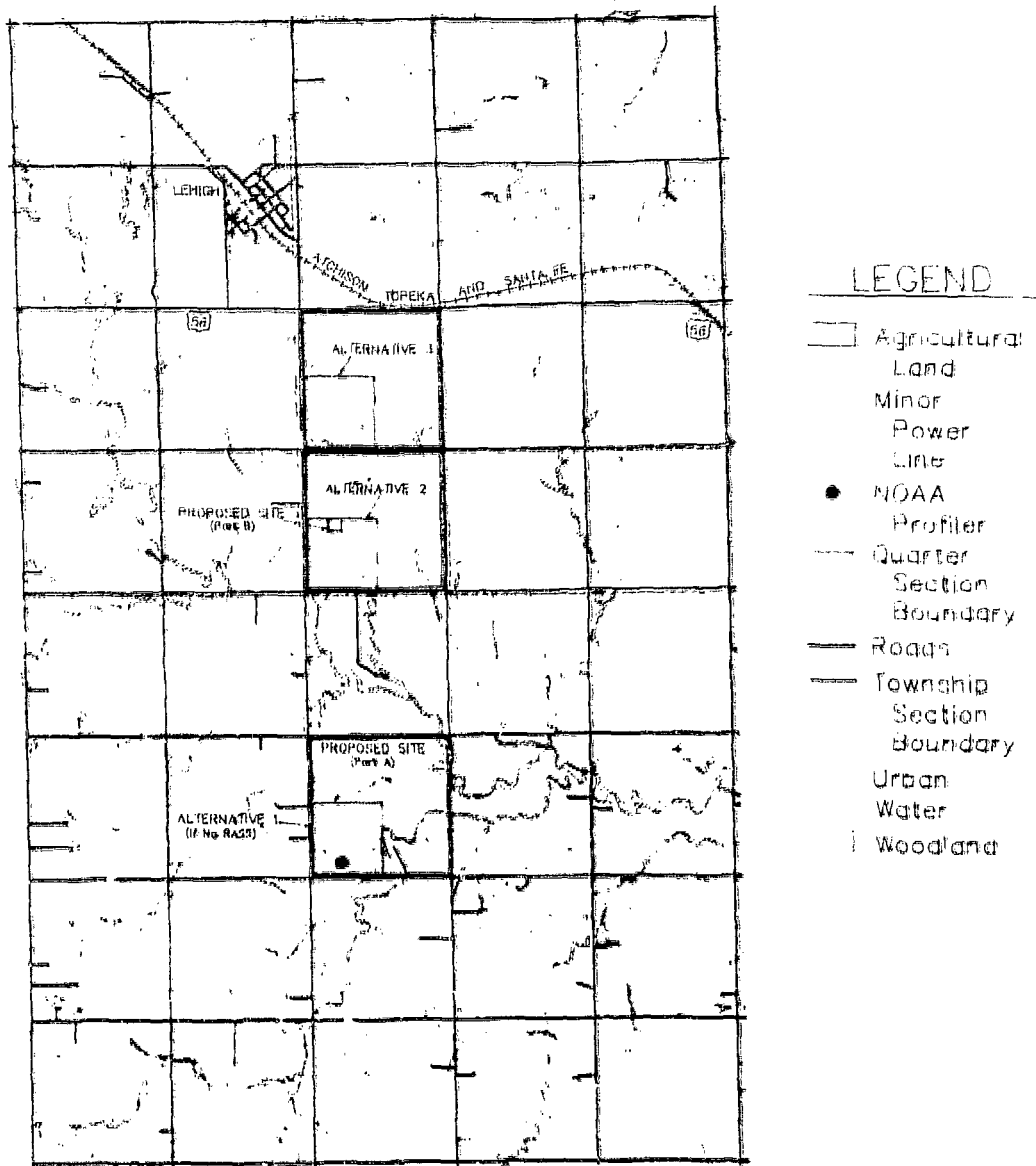 LEHIGH
ATCHISON
TOPEKA
AND
SANTA FE
56
56
ALTERNATIVE 3
ALTERNATIVE 2
PROPOSED SITE
(Part B)
PROPOSED SITE
(Part A)
ALTERNATIVE 1
(If No RASS)
LEGEND
Agricultural
Land
Minor
Power
Line
NOAA
Profiler
Quarter
Section
Boundary
Roads
Township
Section
Boundary
Urban
Water
Woodland